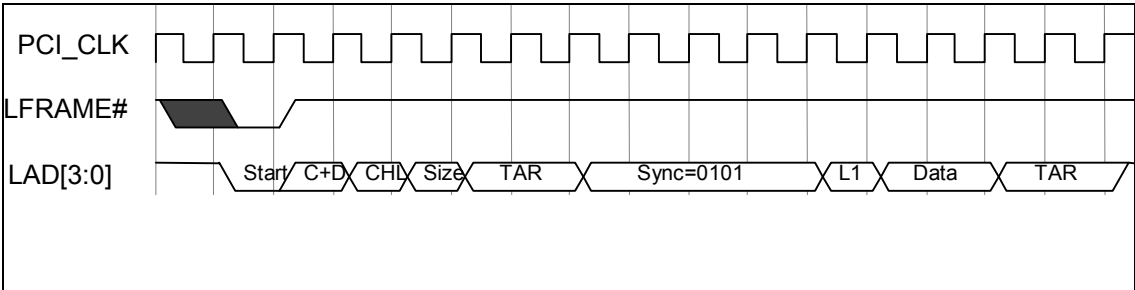 PCI_CLK
LFRAME#
LAD[3:0] Start C+D CHL Size TAR Sync=0101 L1 Data TAR